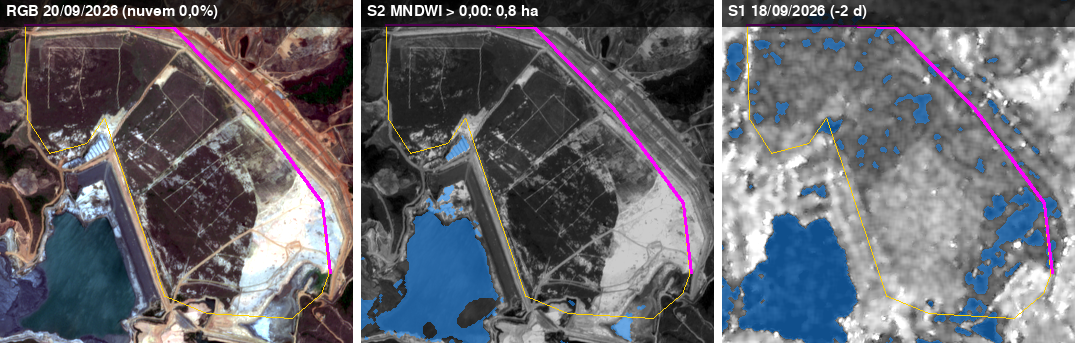 RGB 20/09/2026 (nuvem 0,0%)
S2 MNDWI > 0,00: 0,8 ha
S1 18/09/2026 (-2 d)